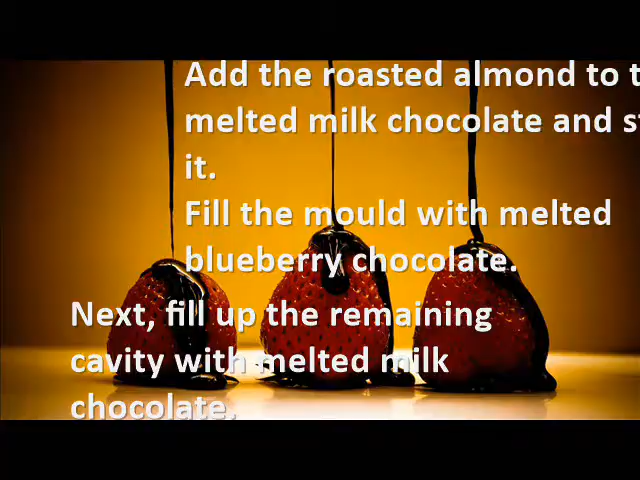 Add the roasted almond to
melted milk chocolate and
it.
Fill the mould with melted
blueberry chocolate.
Next, fill up the remaining
cavity with melted milk
chocolate.